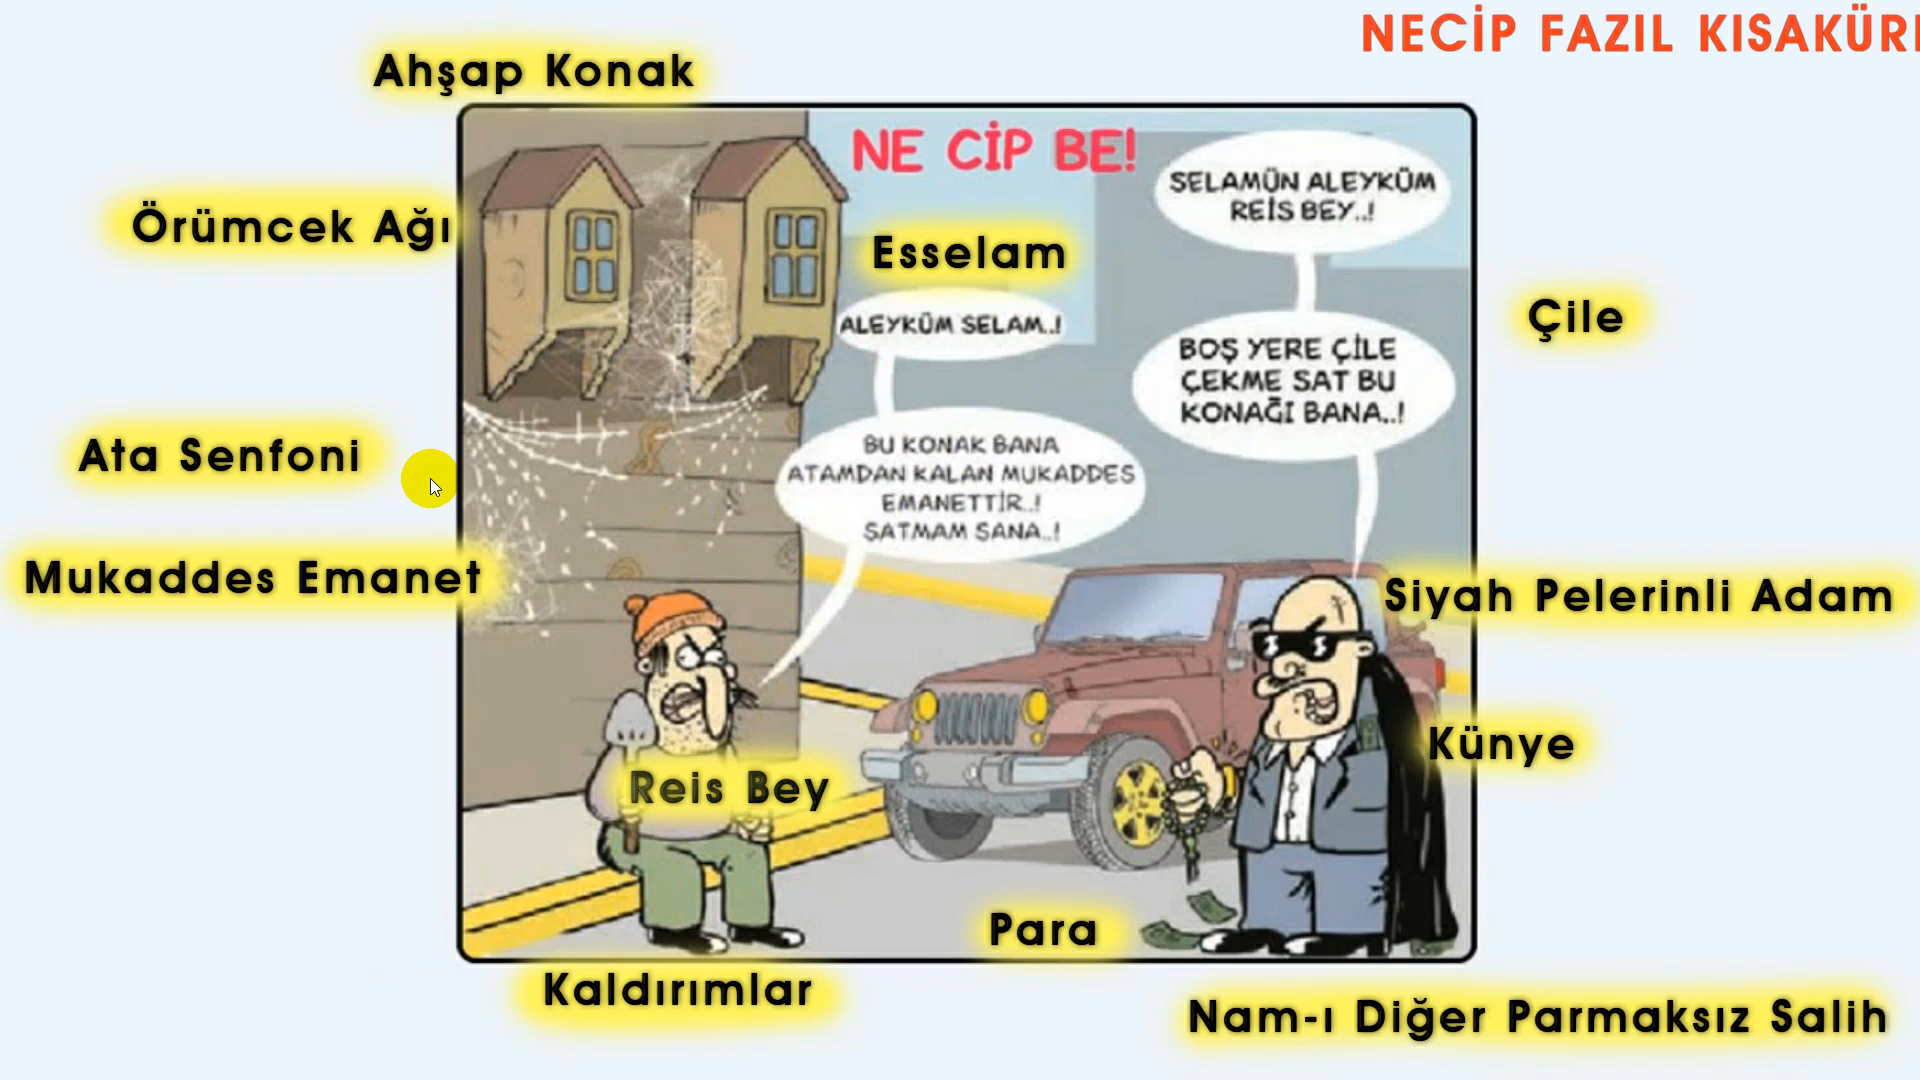 NECİP FAZIL KISAKÜR
Ahşap Konak
NE CİP BE!
SELAMÜN ALEYKÜM
REİS BEY..!
Örümcek Ağı
Esselam
Çile
ALEYKÜM SELAM..!
BOŞ YERE ÇİLE
ÇEKME SAT BU
KONAĞI BANA..!
Ata Senfoni
BU KONAK BANA
ATAMDAN KALAN MUKADDES
EMANETTİR..!
SATMAM SANA..!
Mukaddes Emanet
Siyah Pelerinli Adam
Künye
Reis Bey
Para
Kaldırımlar
Nam-ı Diğer Parmaksız Salih